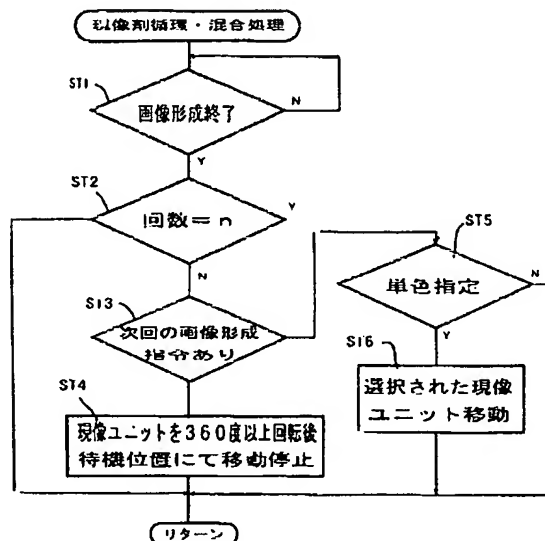 現像剤循環・混合処理
ST1
画像形成終了
N
Y
ST2
回数＝n
Y
N
ST3
次回の画像形成
指令あり
ST4
現像ユニットを360度以上回転後
待機位置にて移動停止
ST5
単色指定
N
Y
ST6
選択された現像
ユニット移動
リターン